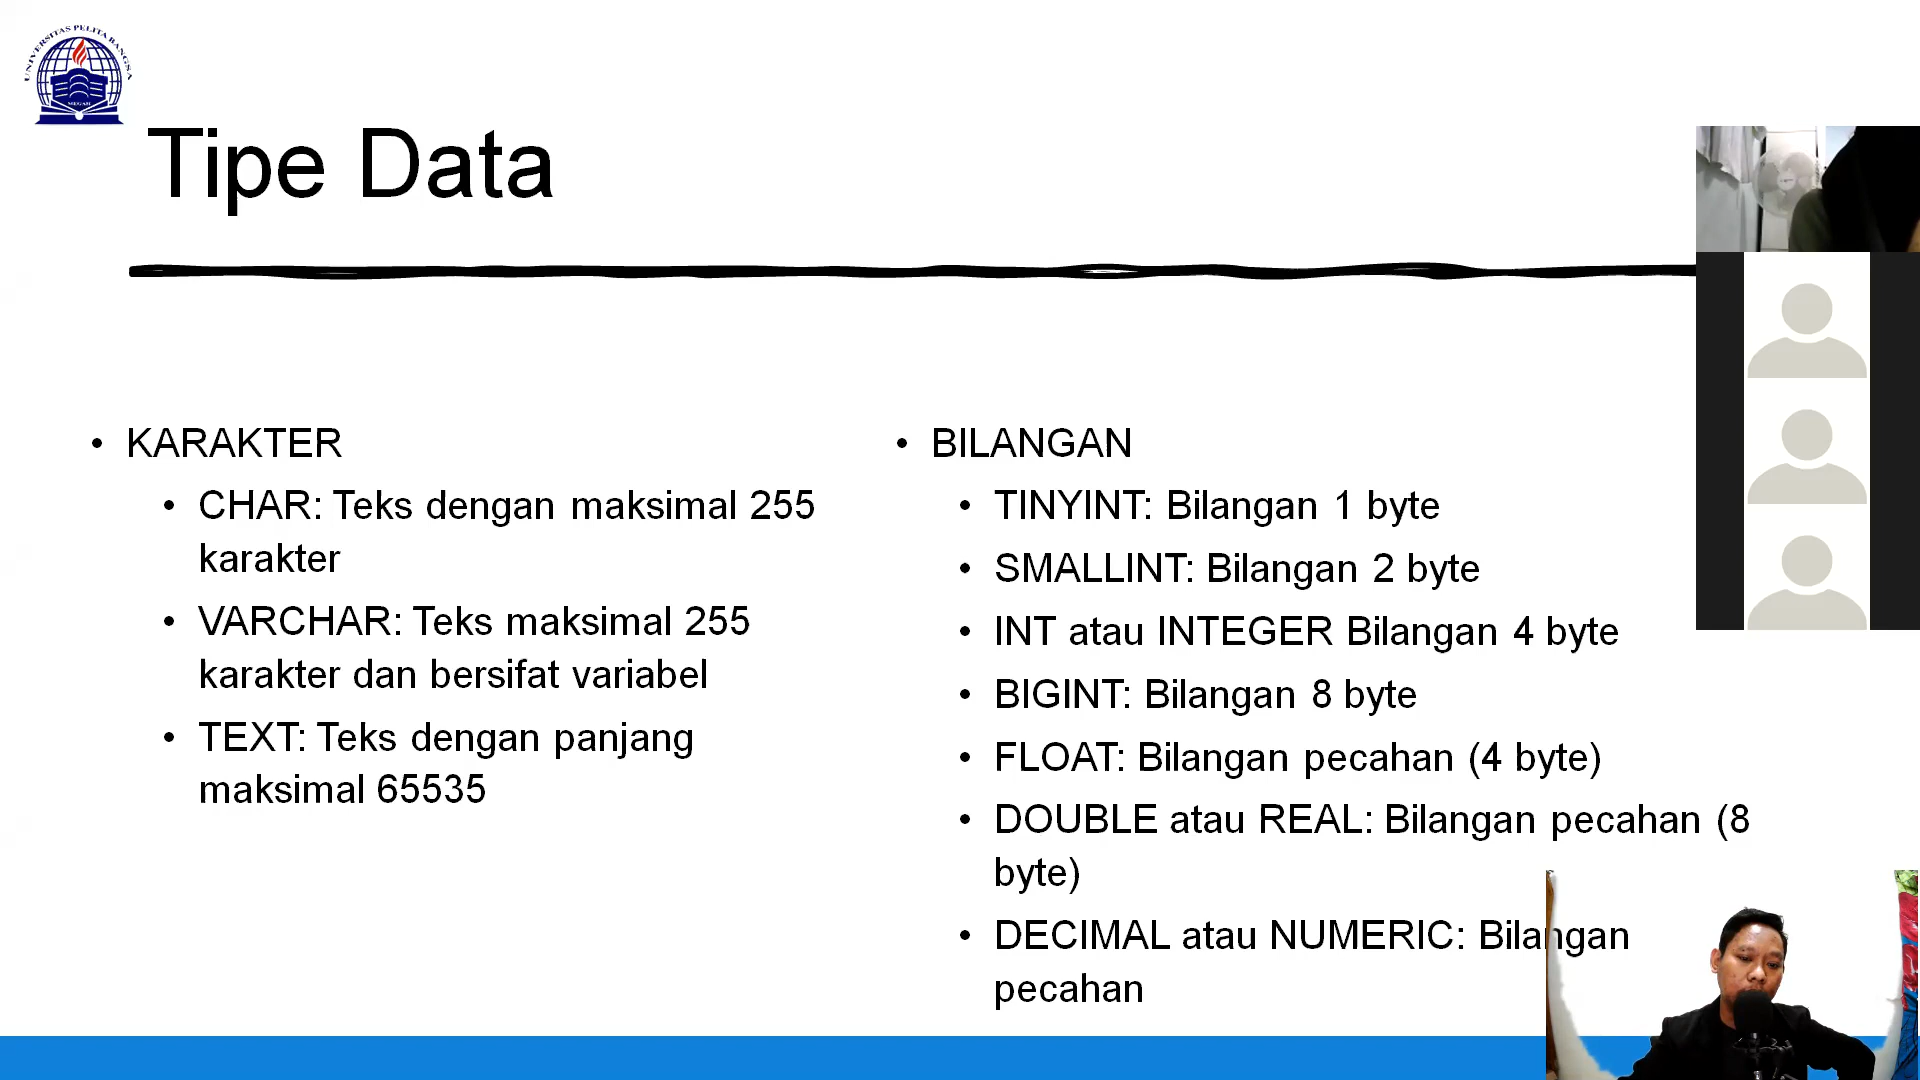 UNIVERSITAS PELITA BANGSA
Tipe Data
• KARAKTER
• CHAR: Teks dengan maksimal 255
karakter
• VARCHAR: Teks maksimal 255
karakter dan bersifat variabel
• TEXT: Teks dengan panjang
maksimal 65535
• BILANGAN
• TINYINT: Bilangan 1 byte
• SMALLINT: Bilangan 2 byte
• INT atau INTEGER Bilangan 4 byte
• BIGINT: Bilangan 8 byte
• FLOAT: Bilangan pecahan (4 byte)
• DOUBLE atau REAL: Bilangan pecahan (8
byte)
• DECIMAL atau NUMERIC: Bilangan
pecahan